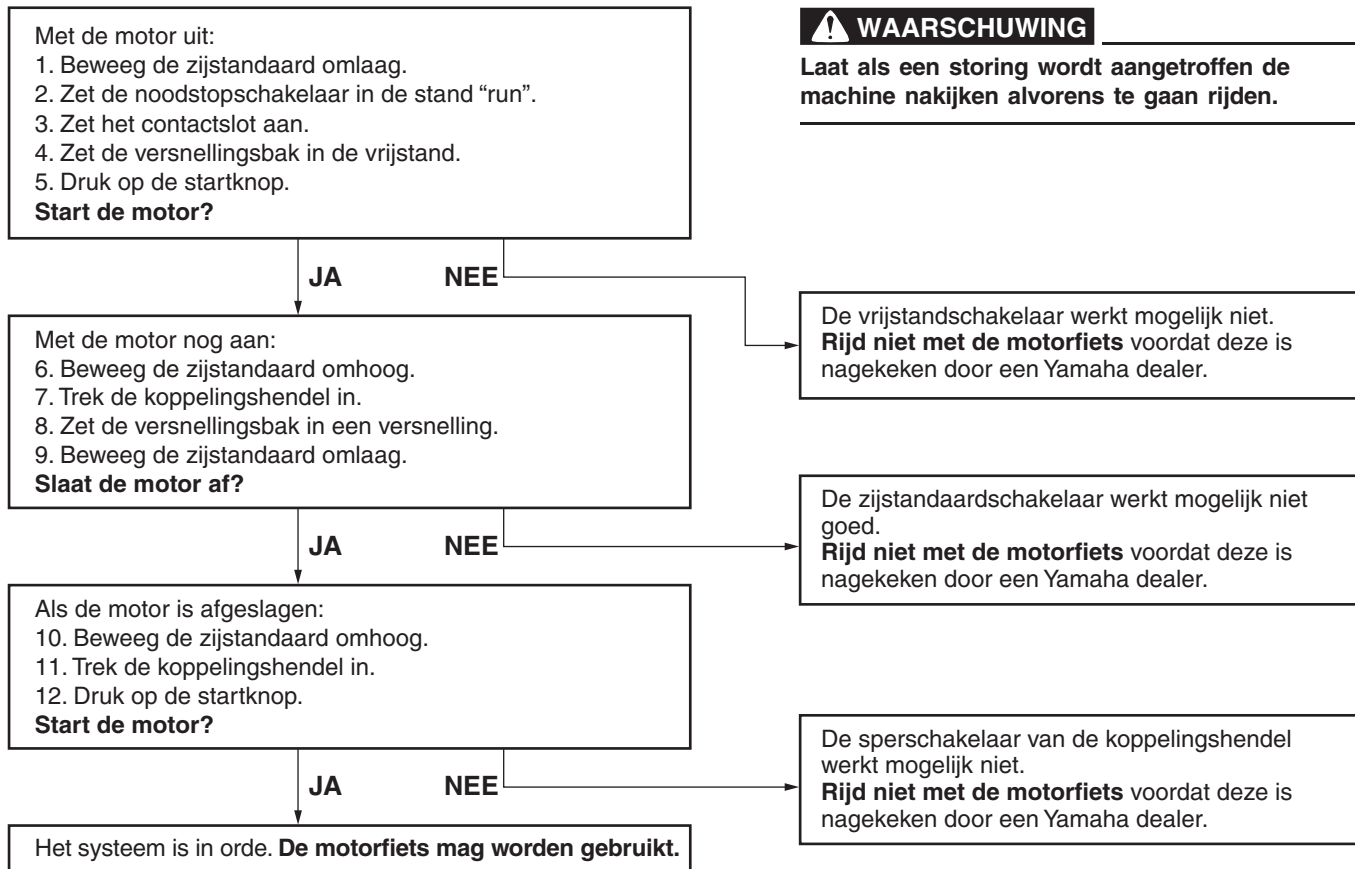 Met de motor uit:
1. Beweeg de zijstandaard omlaag.
2. Zet de noodstopschakelaar in de stand “run”.
3. Zet het contactslot aan.
4. Zet de versnellingsbak in de vrijstand.
5. Druk op de startknop.
Start de motor?
WAARSCHUWING
Laat als een storing wordt aangetroffen de
machine nakijken alvorens te gaan rijden.
JA NEE
De vrijstandschakelaar werkt mogelijk niet.
Rijd niet met de motorfiets voordat deze is
nagekeken door een Yamaha dealer.
Met de motor nog aan:
6. Beweeg de zijstandaard omhoog.
7. Trek de koppelingshendel in.
8. Zet de versnellingsbak in een versnelling.
9. Beweeg de zijstandaard omlaag.
Slaat de motor af?
JA NEE
De zijstandaardschakelaar werkt mogelijk niet
goed.
Rijd niet met de motorfiets voordat deze is
nagekeken door een Yamaha dealer.
Als de motor is afgeslagen:
10. Beweeg de zijstandaard omhoog.
11. Trek de koppelingshendel in.
12. Druk op de startknop.
Start de motor?
JA NEE
De sperschakelaar van de koppelingshendel
werkt mogelijk niet.
Rijd niet met de motorfiets voordat deze is
nagekeken door een Yamaha dealer.
Het systeem is in orde. De motorfiets mag worden gebruikt.